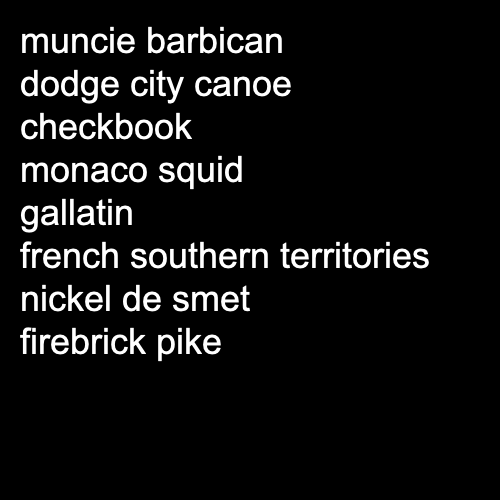 muncie barbican
dodge city canoe
checkbook
monaco squid
gallatin
french southern territories
nickel de smet
firebrick pike